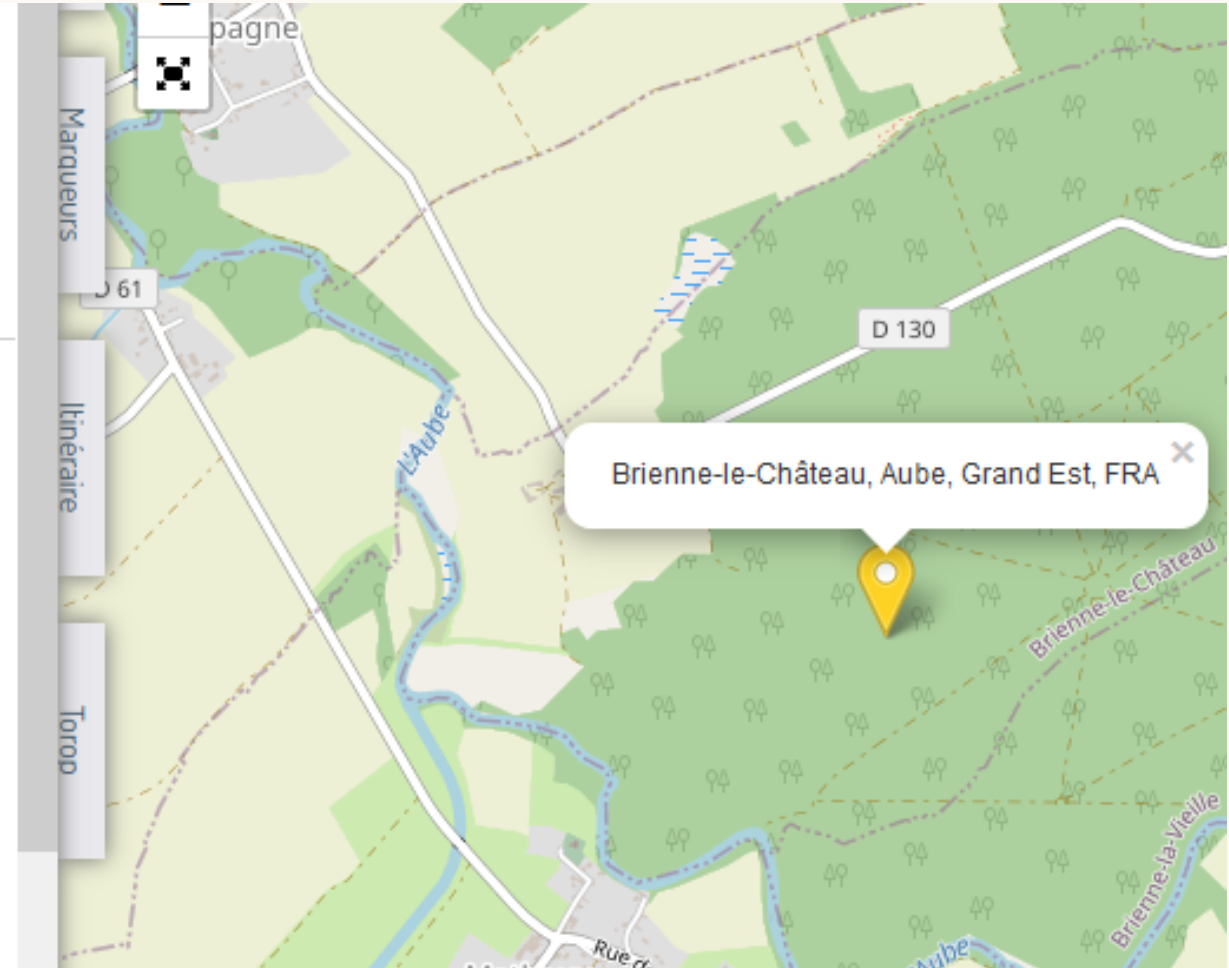 pagne
Marqueurs
D 61
D 130
Itinéraire
L'Aube
Brienne-le-Château, Aube, Grand Est, FRA
×
Brienne-le-Château
Torop
Brienne-la-Vieille
Rue d
Aube